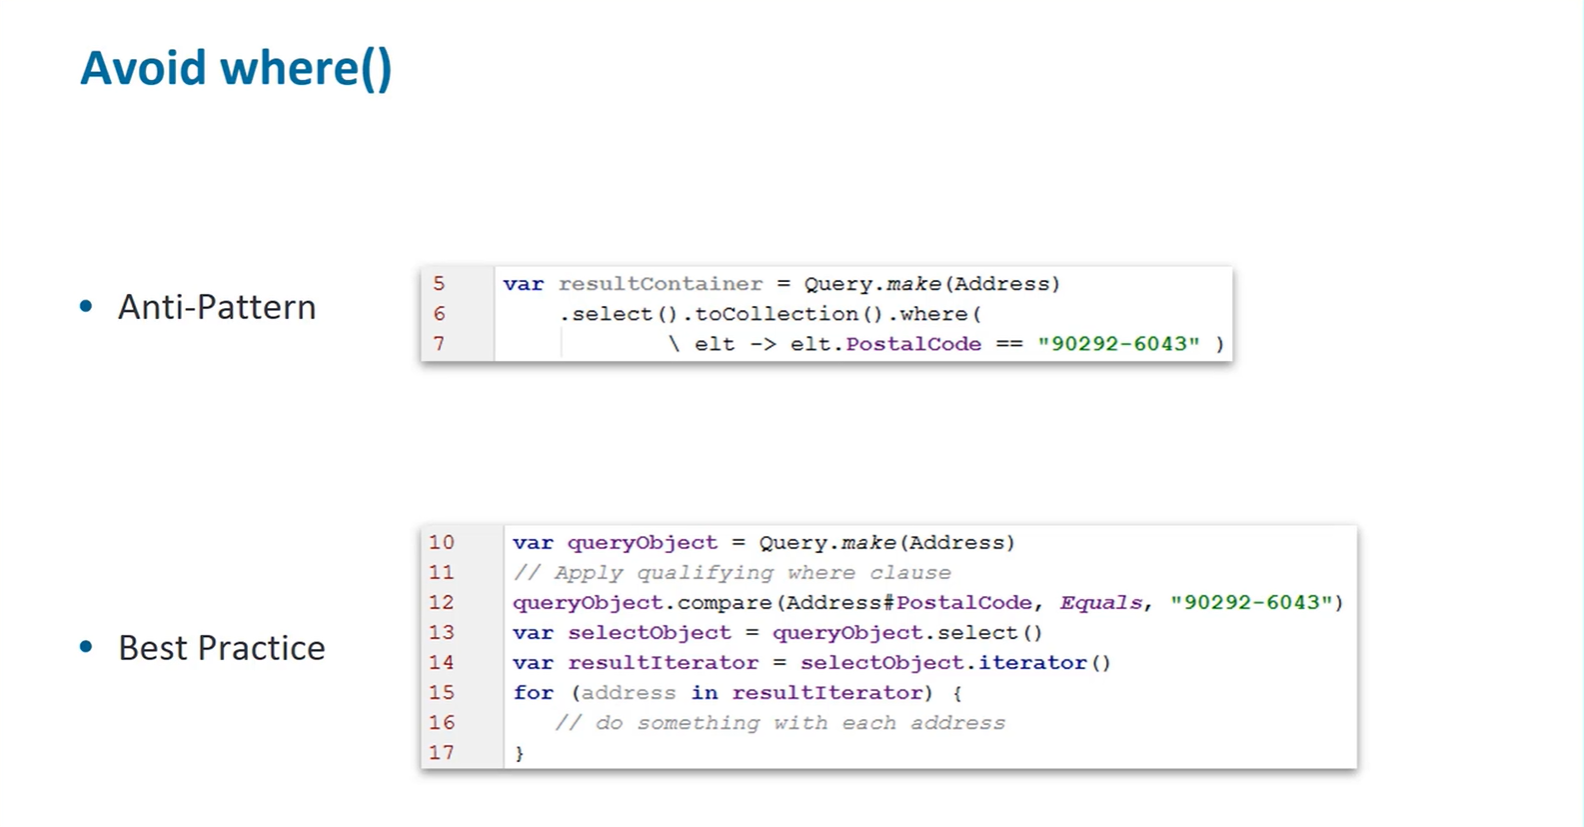 Avoid where()
• Anti-Pattern
5 var resultContainer = Query.make(Address)
6 .select().toCollection().where(
7 \ elt -> elt.PostalCode == "90292-6043" )
• Best Practice
10 var queryObject = Query.make(Address)
11 // Apply qualifying where clause
12 queryObject.compare(Address#PostalCode, Equals, "90292-6043")
13 var selectObject = queryObject.select()
14 var resultIterator = selectObject.iterator()
15 for (address in resultIterator) {
16 // do something with each address
17 }